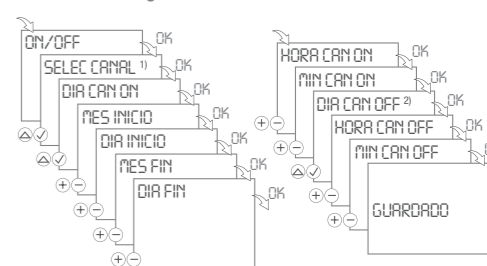 ON/OFF
OK
SELEC CANAL 1)
OK
DIA CAN ON
OK
MES INICIO
OK
DIA INICIO
OK
MES FIN
OK
DIA FIN
OK
HORA CAN ON
OK
MIN CAN ON
OK
DIA CAN OFF 2)
OK
HORA CAN OFF
OK
MIN CAN OFF
GUARDADO